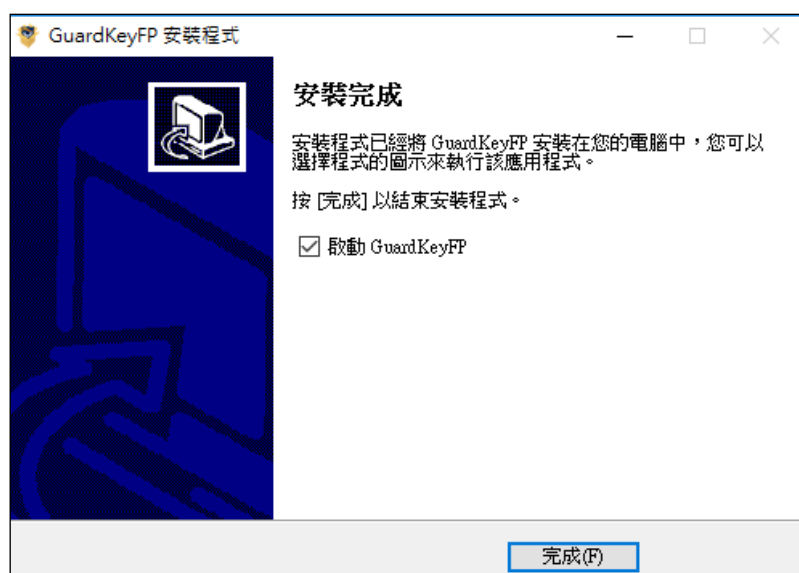 GuardKeyFP 安裝程式
安裝完成
安裝程式已經將 GuardKeyFP 安裝在您的電腦中，您可以
選擇程式的圖示來執行該應用程式。
按 [完成] 以結束安裝程式。
啟動 GuardKeyFP
完成(F)